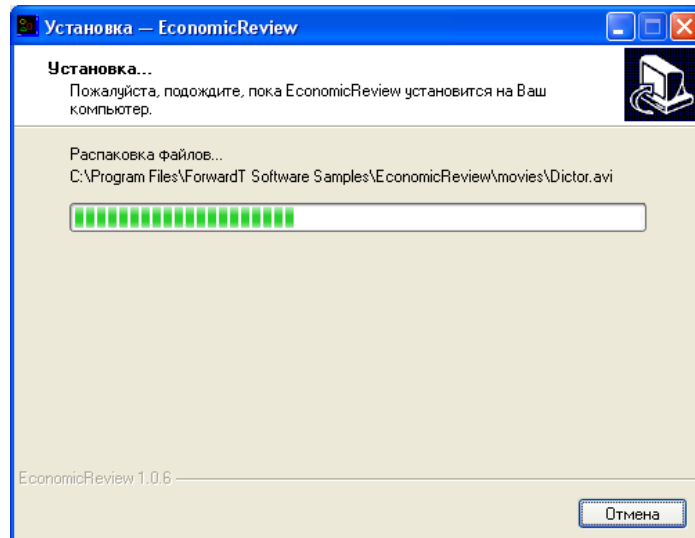 Установка — EconomicReview
Установка...
Пожалуйста, подождите, пока EconomicReview установится на Ваш
компьютер.
Распаковка файлов...
C:\Program Files\ForwardT Software Samples\EconomicReview\movies\Dictor.avi
EconomicReview 1.0.6
Отмена